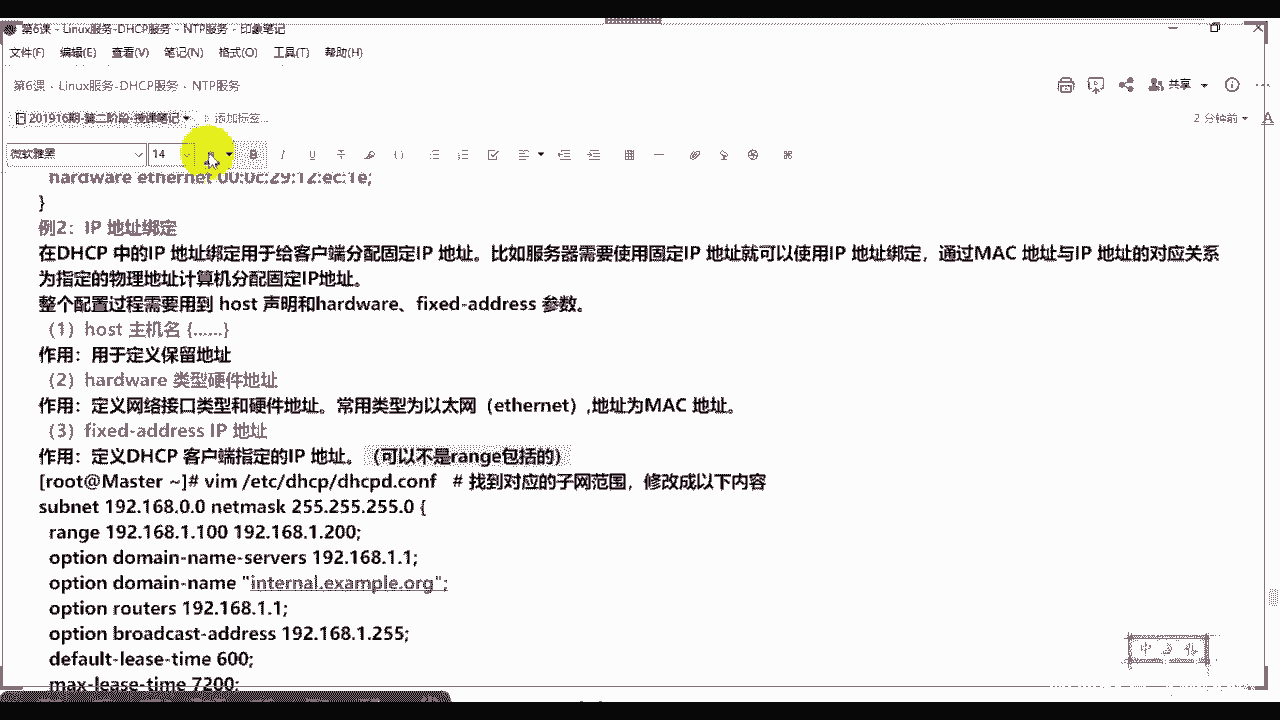 第6课 - Linux服务-DHCP服务 - NTP服务 - 印象笔记
文件(F) 编辑(E) 查看(V) 笔记(N) 格式(O) 工具(T) 帮助(H)
第6课 - Linux服务-DHCP服务 - NTP服务
共享
201916期-第二阶段-授课笔记 添加标签...
2 分钟前
微软雅黑 14
hardware ethernet 00:0c:29:12:ec:1e;
}
例2：IP 地址绑定
在DHCP 中的IP 地址绑定用于给客户端分配固定IP 地址。比如服务器需要使用固定IP 地址就可以使用IP 地址绑定，通过MAC 地址与IP 地址的对应关系
为指定的物理地址计算机分配固定IP地址。
整个配置过程需要用到 host 声明和hardware、fixed-address 参数。
（1）host 主机名 {......}
作用：用于定义保留地址
（2）hardware 类型硬件地址
作用：定义网络接口类型和硬件地址。常用类型为以太网（ethernet）,地址为MAC 地址。
（3）fixed-address IP 地址
作用：定义DHCP 客户端指定的IP 地址。（可以不是range包括的）
[root@Master ~]# vim /etc/dhcp/dhcpd.conf # 找到对应的子网范围，修改成以下内容
subnet 192.168.0.0 netmask 255.255.255.0 {
range 192.168.1.100 192.168.1.200;
option domain-name-servers 192.168.1.1;
option domain-name "internal.example.org";
option routers 192.168.1.1;
option broadcast-address 192.168.1.255;
default-lease-time 600;
max-lease-time 7200;